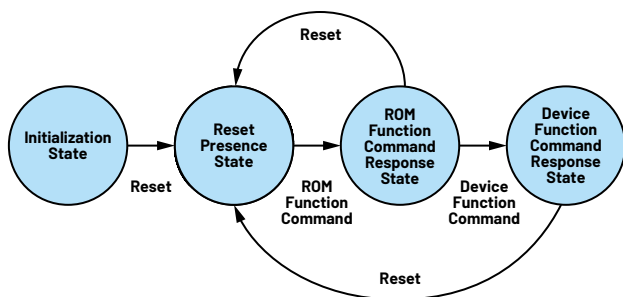 Reset
Initialization
State
Reset
Presence
State
ROM
Function
Command
Response
State
Device
Function
Command
Response
State
Reset
ROM
Function
Command
Device
Function
Command
Reset